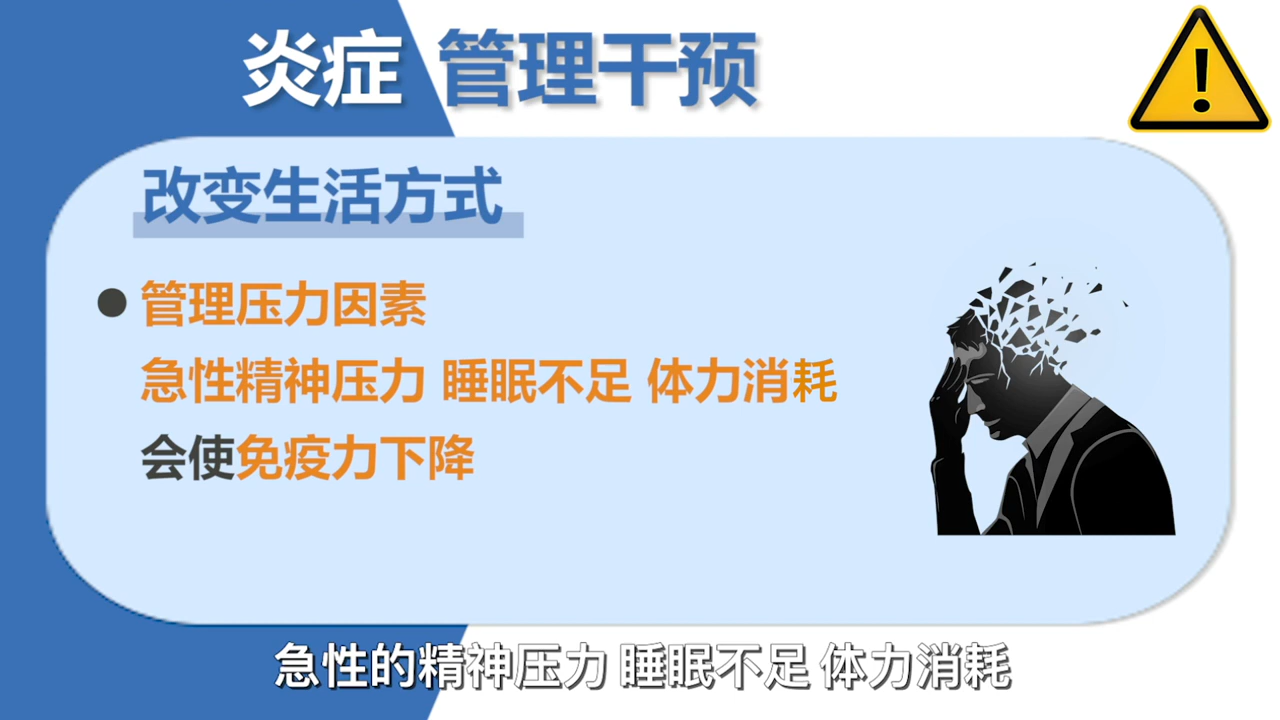 炎症 管理干预
改变生活方式
管理压力因素
急性精神压力 睡眠不足 体力消耗
会使免疫力下降
急性的精神压力 睡眠不足 体力消耗